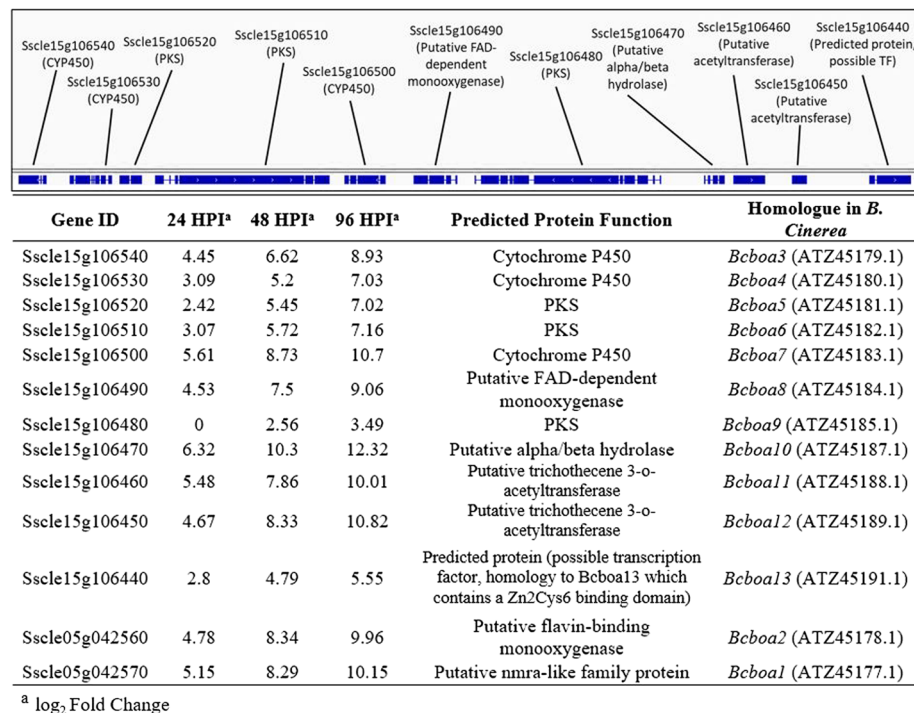 Sscle15g106540
(CYP450)
Sscle15g106530
(CYP450)
Sscle15g106520
(PKS)
Sscle15g106510
(PKS)
Sscle15g106500
(CYP450)
Sscle15g106490
(Putative FAD-
dependent
monooxygenase)
Sscle15g106480
(PKS)
Sscle15g106470
(Putative
alpha/beta
hydrolase)
Sscle15g106460
(Putative
acetyltransferase)
Sscle15g106450
(Putative
acetyltransferase)
Sscle15g106440
(Predicted protein,
possible TF)
Gene ID 24 HPIa 48 HPIa 96 HPIa Predicted Protein Function Homologue in B. Cinerea
Sscle15g106540 4.45 6.62 8.93 Cytochrome P450 Bcboa3 (ATZ45179.1)
Sscle15g106530 3.09 5.2 7.03 Cytochrome P450 Bcboa4 (ATZ45180.1)
Sscle15g106520 2.42 5.45 7.02 PKS Bcboa5 (ATZ45181.1)
Sscle15g106510 3.07 5.72 7.16 PKS Bcboa6 (ATZ45182.1)
Sscle15g106500 5.61 8.73 10.7 Cytochrome P450 Bcboa7 (ATZ45183.1)
Sscle15g106490 4.53 7.5 9.06 Putative FAD-dependent monooxygenase Bcboa8 (ATZ45184.1)
Sscle15g106480 0 2.56 3.49 PKS Bcboa9 (ATZ45185.1)
Sscle15g106470 6.32 10.3 12.32 Putative alpha/beta hydrolase Bcboa10 (ATZ45187.1)
Sscle15g106460 5.48 7.86 10.01 Putative trichothecene 3-o-acetyltransferase Bcboa11 (ATZ45188.1)
Sscle15g106450 4.67 8.33 10.82 Putative trichothecene 3-o-acetyltransferase Bcboa12 (ATZ45189.1)
Sscle15g106440 2.8 4.79 5.55 Predicted protein (possible transcription factor, homology to Bcboa13 which contains a Zn2Cys6 binding domain) Bcboa13 (ATZ45191.1)
Sscle05g042560 4.78 8.34 9.96 Putative flavin-binding monooxygenase Bcboa2 (ATZ45178.1)
Sscle05g042570 5.15 8.29 10.15 Putative nmra-like family protein Bcboa1 (ATZ45177.1)
a log2 Fold Change